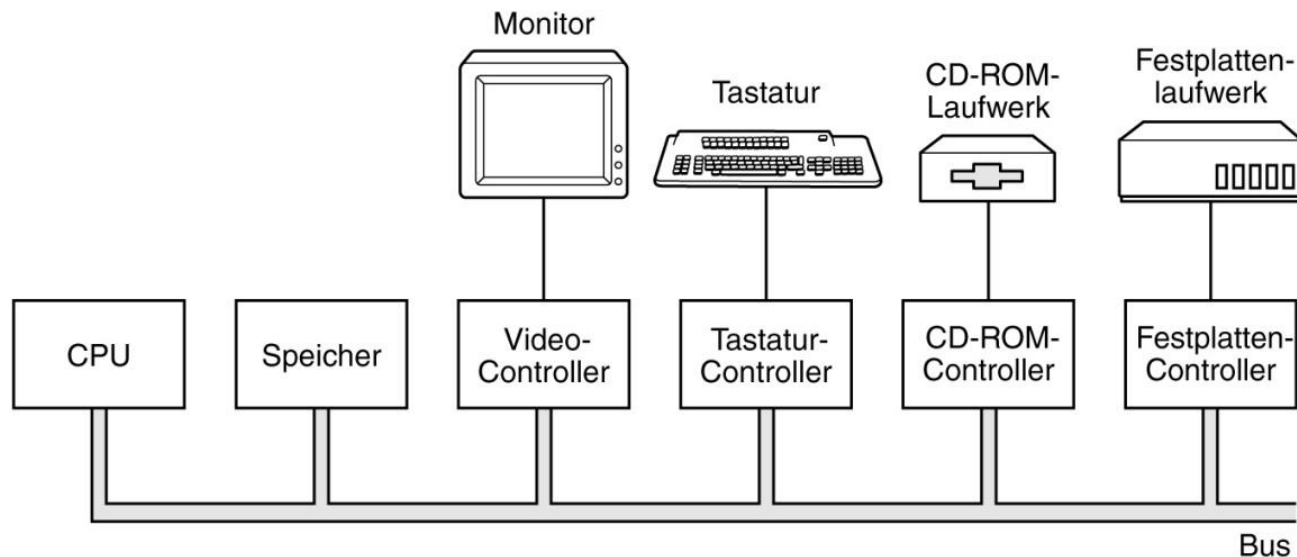 Monitor
Tastatur
CD-ROM-
Laufwerk
Festplatten-
laufwerk
CPU
Speicher
Video-
Controller
Tastatur-
Controller
CD-ROM-
Controller
Festplatten-
Controller
Bus